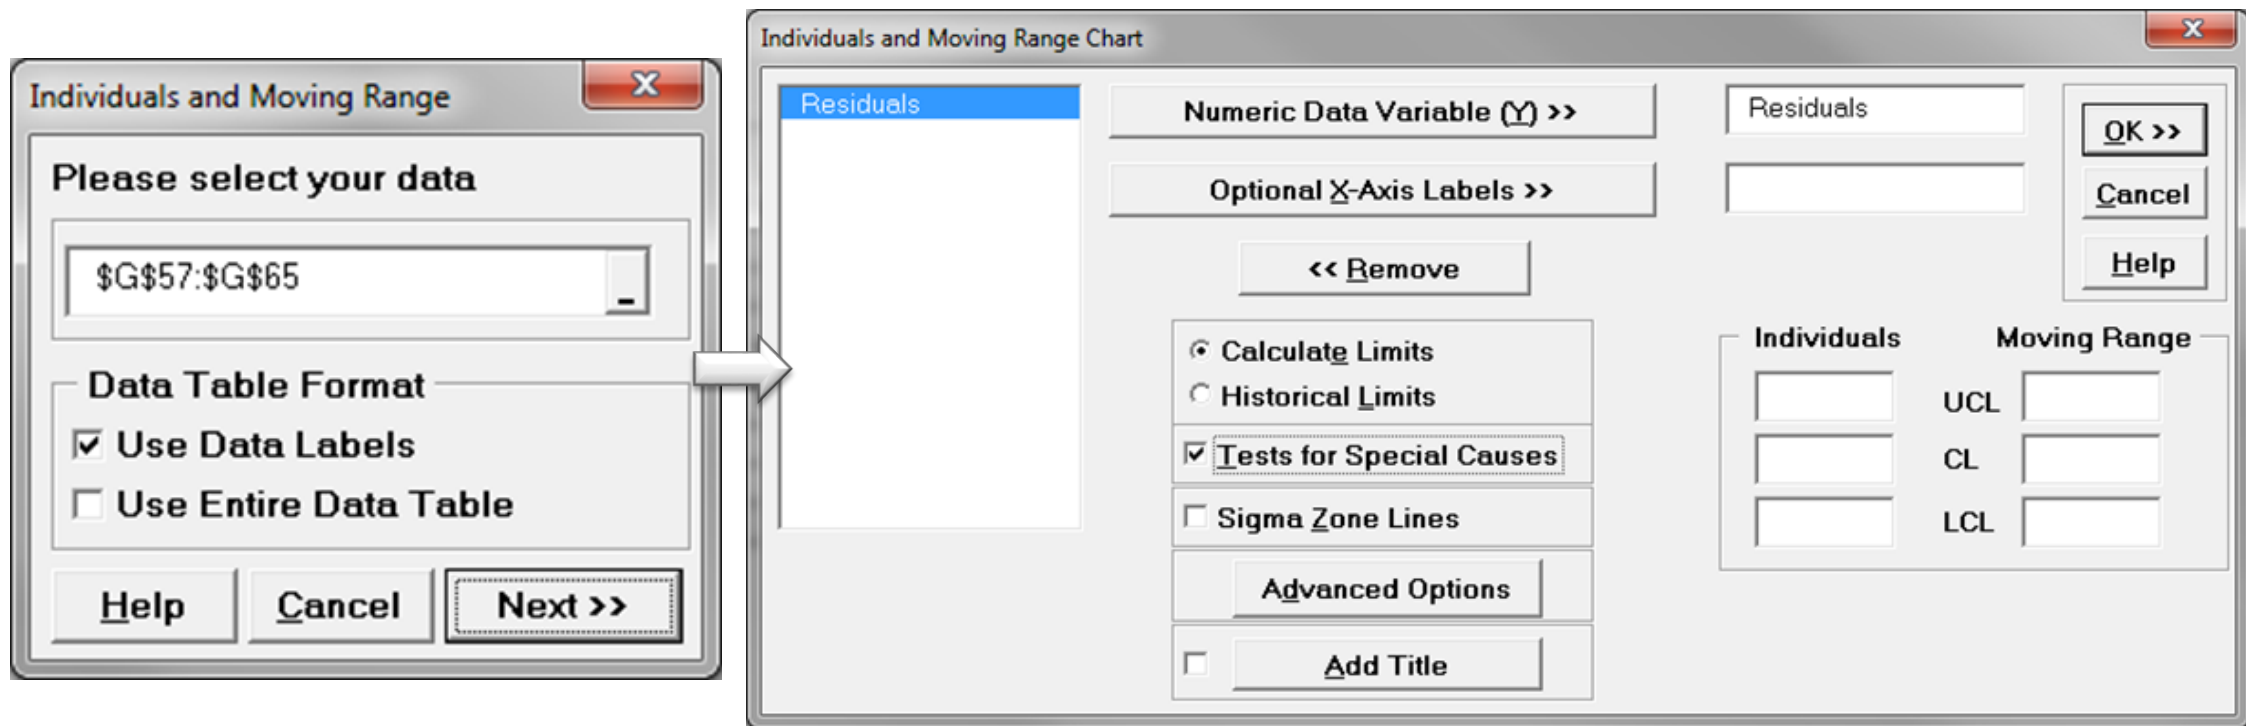 Individuals and Moving Range
Please select your data
$G$57:$G$65
Data Table Format
Use Data Labels
Use Entire Data Table
Help Cancel Next >>
Individuals and Moving Range Chart
Residuals
Numeric Data Variable (Y) >>
Residuals
Optional X-Axis Labels >>
<< Remove
OK >>
Cancel
Help
Calculate Limits
Historical Limits
Tests for Special Causes
Sigma Zone Lines
Advanced Options
Add Title
Individuals Moving Range
UCL
CL
LCL